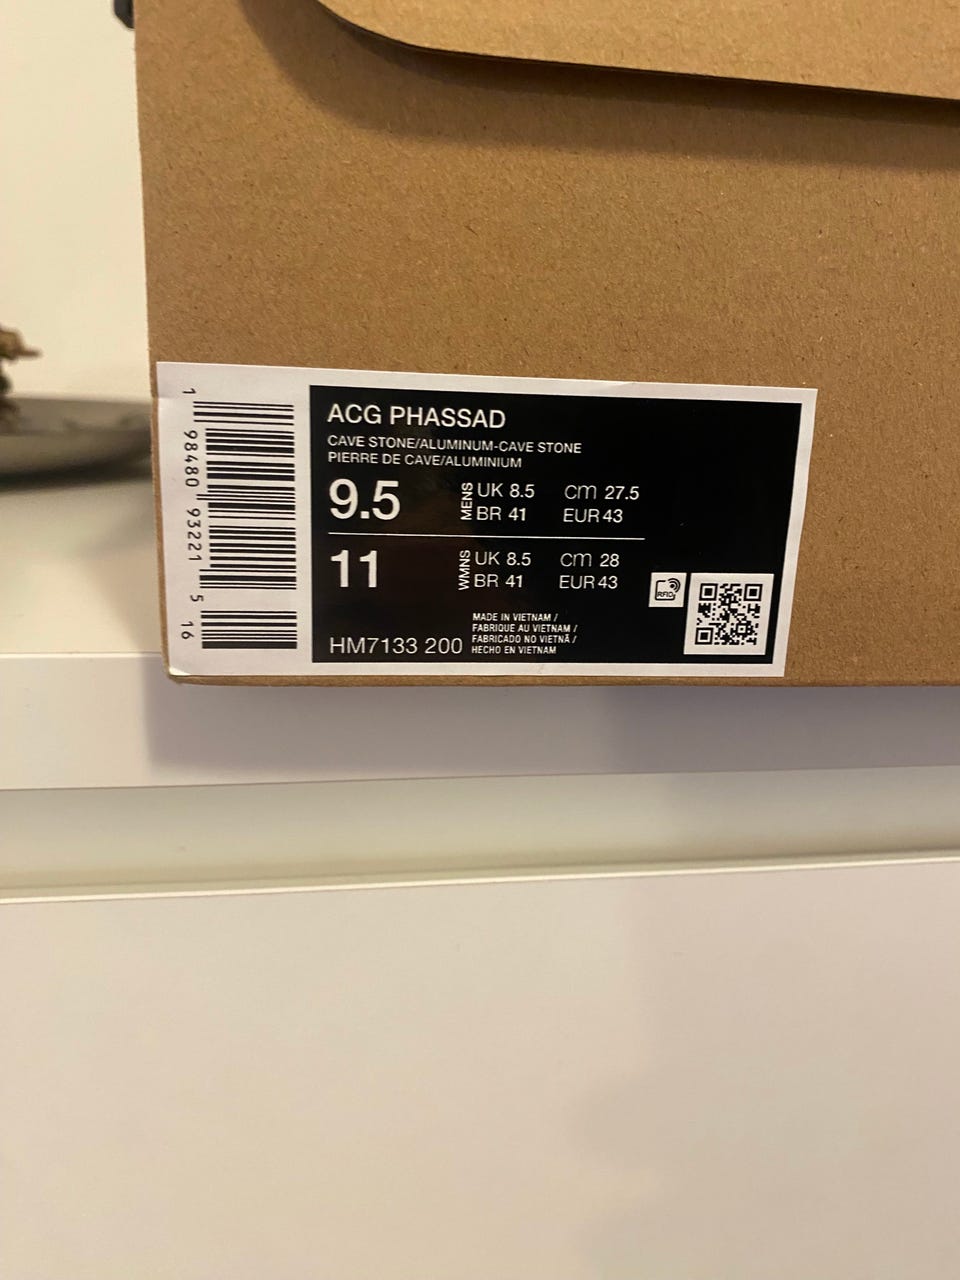 ACG PHASSAD
CAVE STONE/ALUMINUM-CAVE STONE
PIERRE DE CAVE/ALUMINIUM
9.5 MENS UK 8.5 cm 27.5
BR 41 EUR 43
11 WMNS UK 8.5 cm 28
BR 41 EUR 43
RFID
MADE IN VIETNAM /
FABRIQUE AU VIETNAM /
FABRICADO NO VIETNÃ /
HECHO EN VIETNAM
HM7133 200
1 98480 93221 5 16